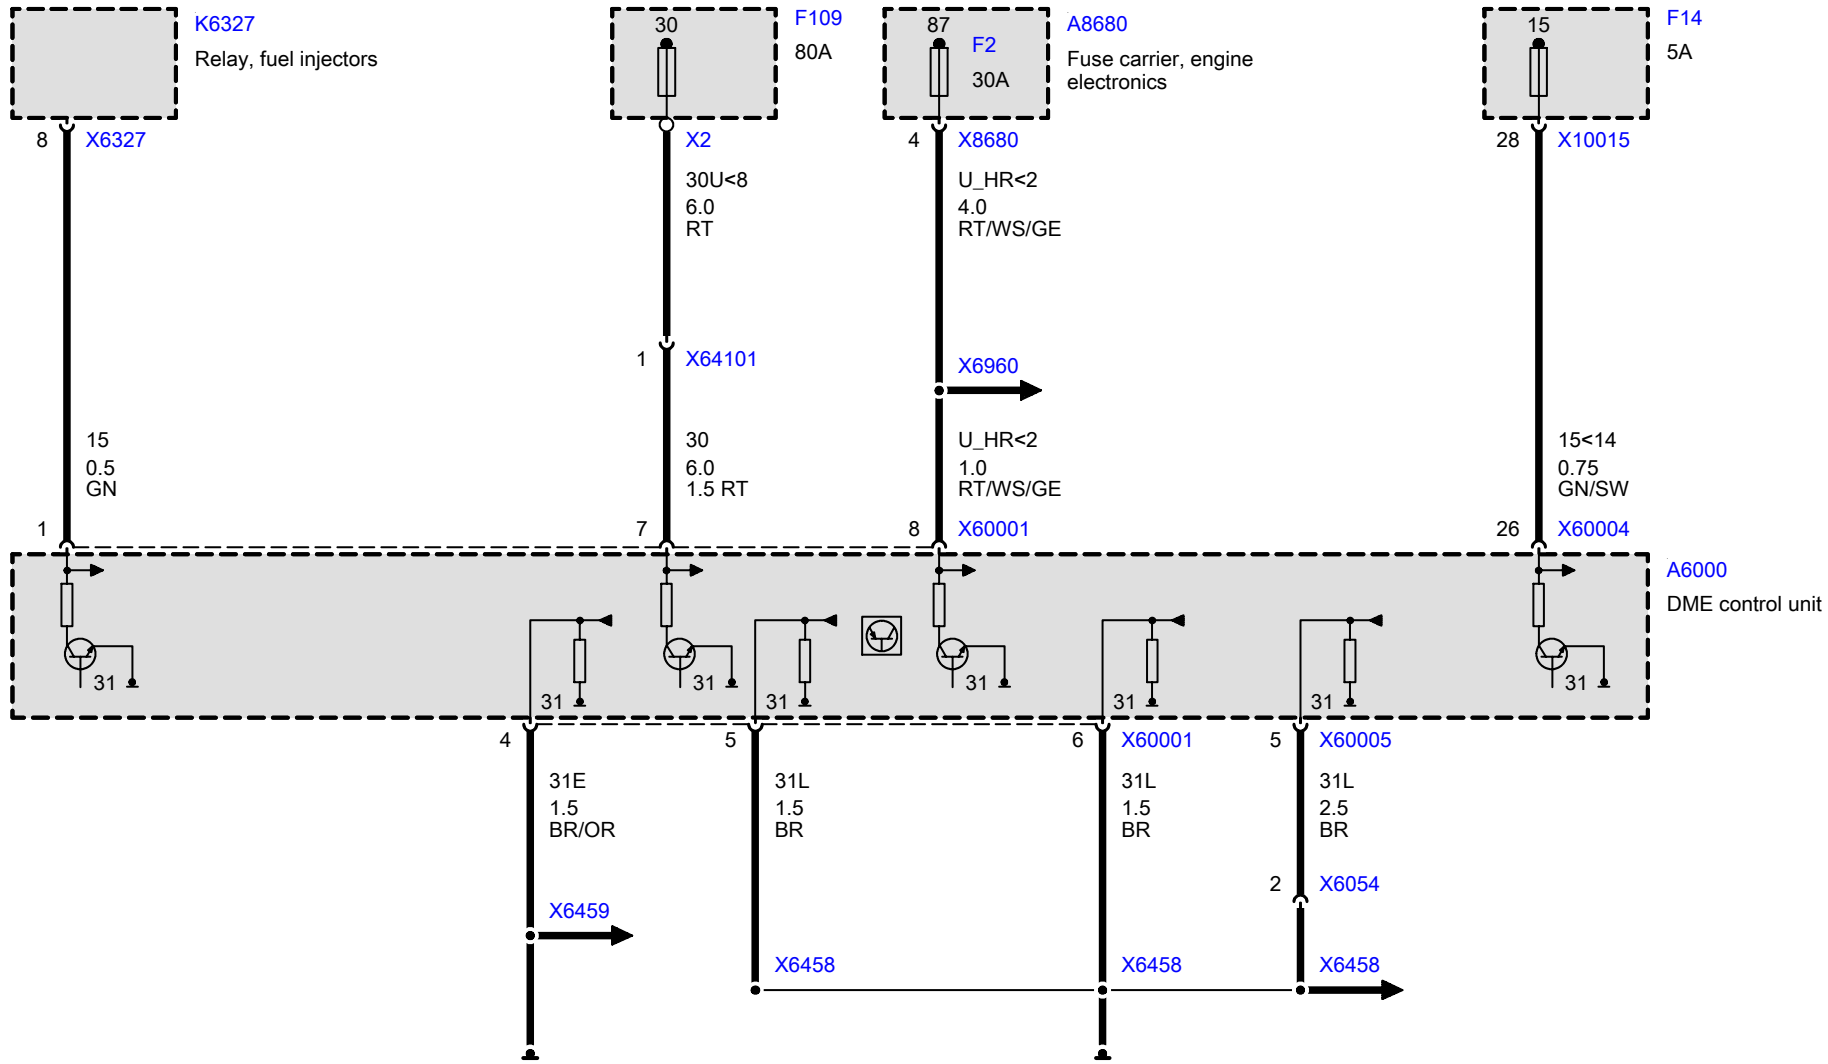 K6327
Relay, fuel injectors
30
F109
80A
87
F2
30A
A8680
Fuse carrier, engine
electronics
15
F14
5A
8
X6327
X2
4
X8680
28
X10015
30U<8
6.0
RT
U_HR<2
4.0
RT/WS/GE
1
X64101
X6960
15
0.5
GN
30
6.0
1.5 RT
U_HR<2
1.0
RT/WS/GE
15<14
0.75
GN/SW
1
7
8
X60001
26
X60004
A6000
DME control unit
31
31
31
31
31
31
31
31
4
5
6
X60001
5
X60005
31E
1.5
BR/OR
31L
1.5
BR
31L
1.5
BR
31L
2.5
BR
2
X6054
X6459
X6458
X6458
X6458